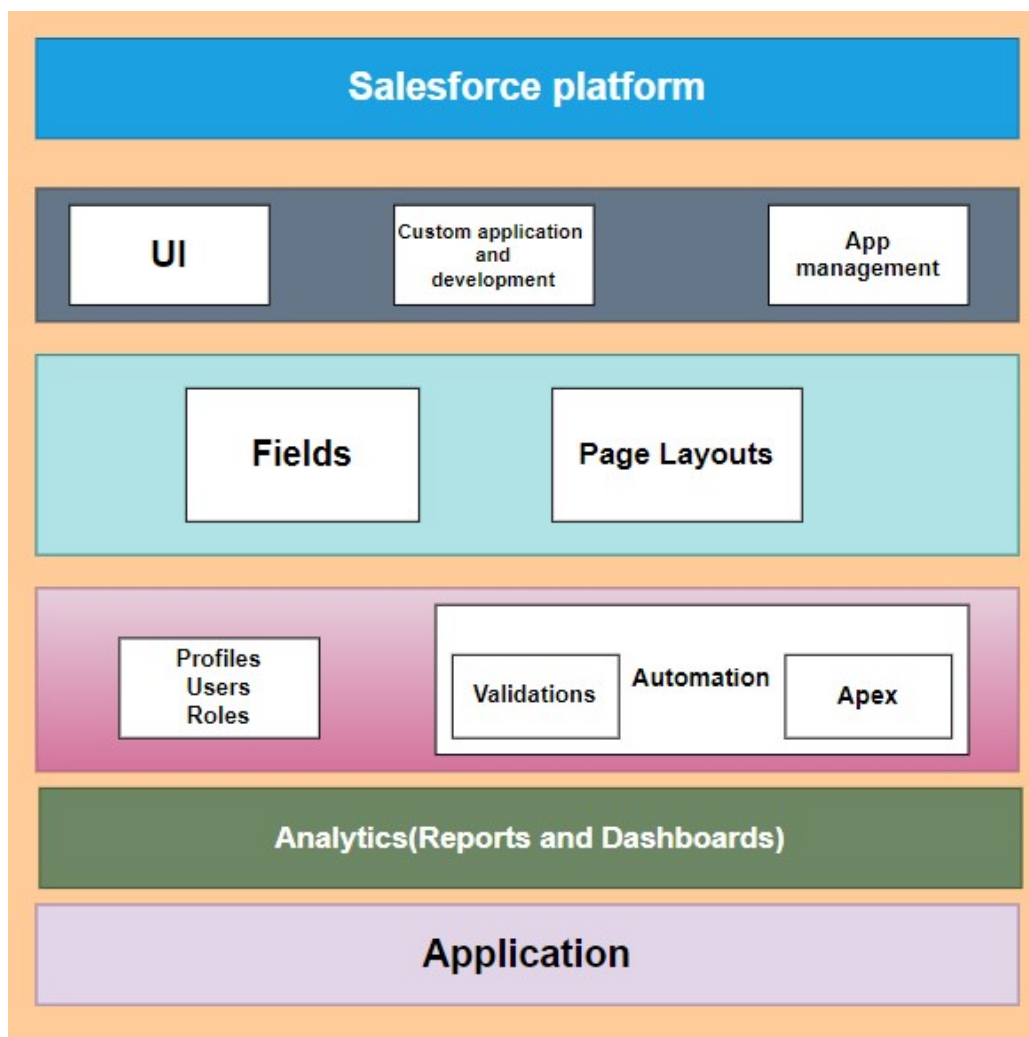 Salesforce platform
UI
Custom application
and
development
App
management
Fields
Page Layouts
Profiles
Users
Roles
Validations
Automation
Apex
Analytics(Reports and Dashboards)
Application